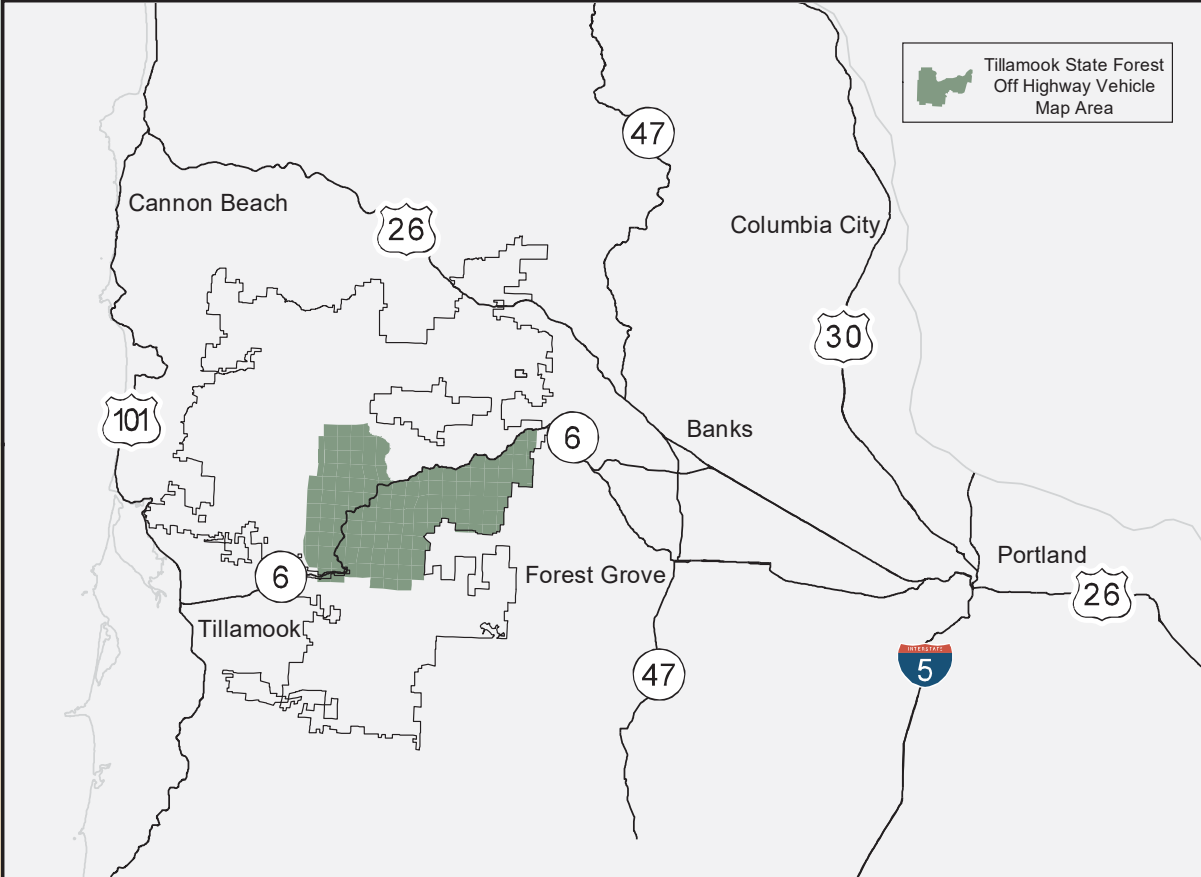 Tillamook State Forest
Off Highway Vehicle
Map Area
47
Cannon Beach
26
Columbia City
30
101
6
Banks
Portland
6
Forest Grove
26
Tillamook
INTERSTATE
5
47